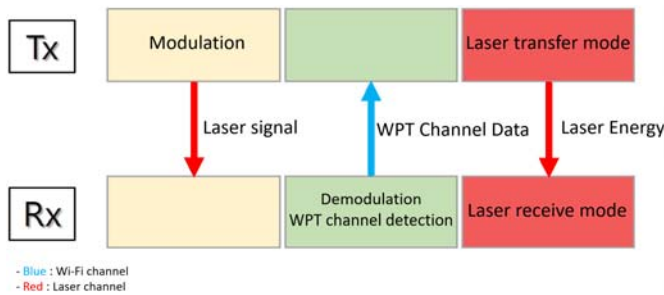 Tx
Modulation
Laser transfer mode
Laser signal
WPT Channel Data
Laser Energy
Rx
Demodulation
WPT channel detection
Laser receive mode
- Blue : Wi-Fi channel
- Red : Laser channel